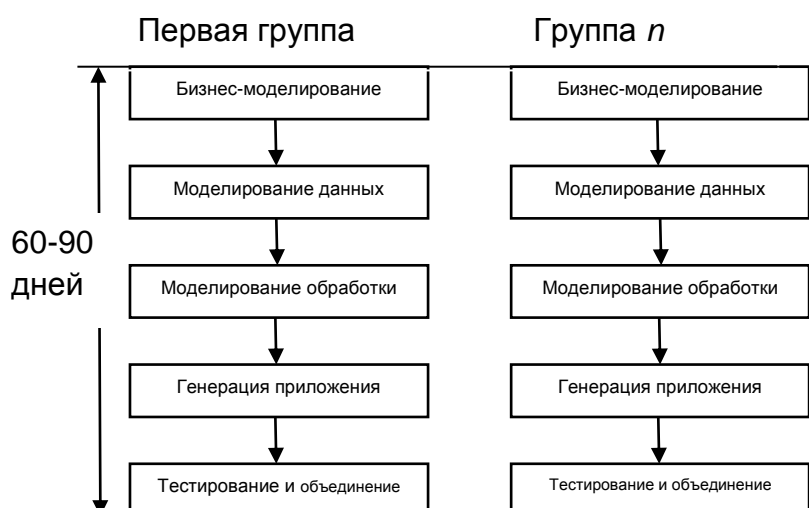 Первая группа
Группа n
Бизнес-моделирование
Бизнес-моделирование
Моделирование данных
Моделирование данных
60-90
дней
Моделирование обработки
Моделирование обработки
Генерация приложения
Генерация приложения
Тестирование и объединение
Тестирование и объединение